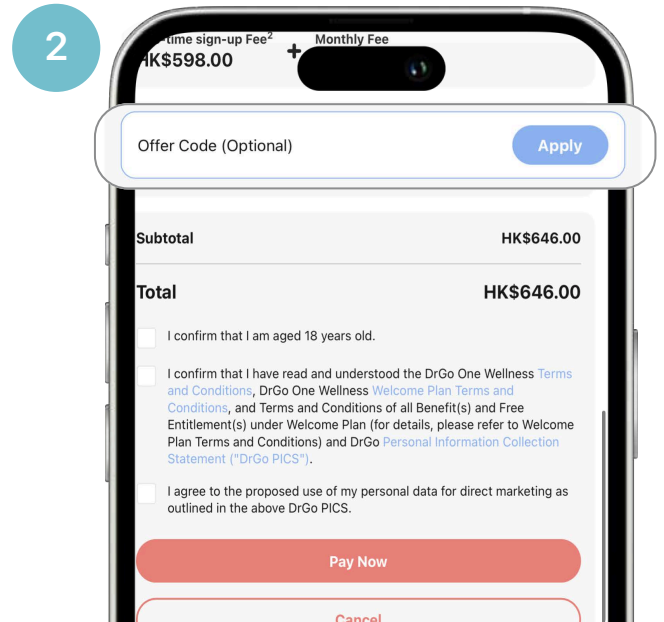 2
-time sign-up Fee²
Monthly Fee
HK$598.00
+
Offer Code (Optional)
Apply
Subtotal
HK$646.00
Total
HK$646.00
I confirm that I am aged 18 years old.
I confirm that I have read and understood the DrGo One Wellness Terms
and Conditions, DrGo One Wellness Welcome Plan Terms and
Conditions, and Terms and Conditions of all Benefit(s) and Free
Entitlement(s) under Welcome Plan (for details, please refer to Welcome
Plan Terms and Conditions) and DrGo Personal Information Collection
Statement ("DrGo PICS").
I agree to the proposed use of my personal data for direct marketing as
outlined in the above DrGo PICS.
Pay Now
Cancel